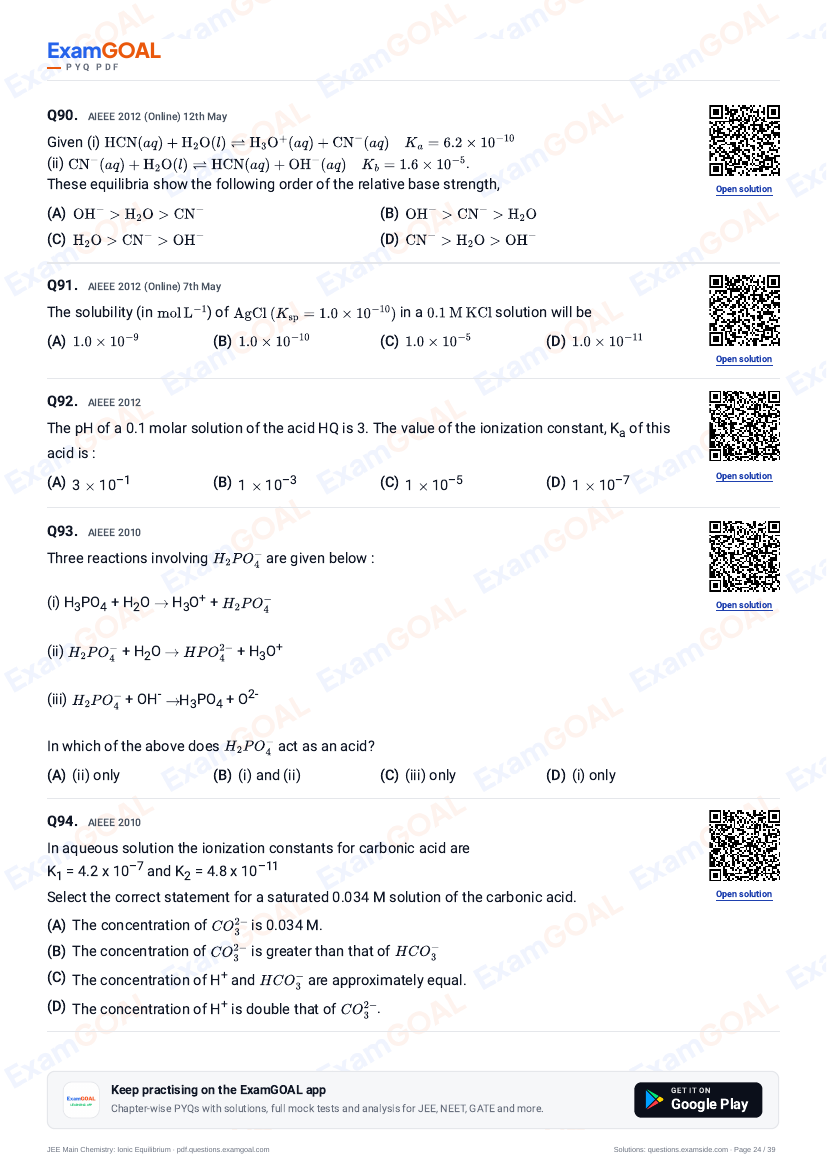 ExamGOAL
PYQ PDF
Q90. AIEEE 2012 (Online) 12th May
Given (i) HCN(aq) + H₂O(l) ⇌ H₃O⁺(aq) + CN⁻(aq) Kₐ = 6.2 × 10⁻¹⁰
(ii) CN⁻(aq) + H₂O(l) ⇌ HCN(aq) + OH⁻(aq) K_b = 1.6 × 10⁻⁵.
These equilibria show the following order of the relative base strength,
(A) OH⁻ > H₂O > CN⁻ (B) OH⁻ > CN⁻ > H₂O
(C) H₂O > CN⁻ > OH⁻ (D) CN⁻ > H₂O > OH⁻
Open solution
Q91. AIEEE 2012 (Online) 7th May
The solubility (in mol L⁻¹) of AgCl (K_sp = 1.0 × 10⁻¹⁰) in a 0.1 M KCl solution will be
(A) 1.0 × 10⁻⁹ (B) 1.0 × 10⁻¹⁰ (C) 1.0 × 10⁻⁵ (D) 1.0 × 10⁻¹¹
Open solution
Q92. AIEEE 2012
The pH of a 0.1 molar solution of the acid HQ is 3. The value of the ionization constant, Kₐ of this
acid is :
(A) 3 × 10⁻¹ (B) 1 × 10⁻³ (C) 1 × 10⁻⁵ (D) 1 × 10⁻⁷
Open solution
Q93. AIEEE 2010
Three reactions involving H₂PO₄⁻ are given below :
(i) H₃PO₄ + H₂O → H₃O⁺ + H₂PO₄⁻
(ii) H₂PO₄⁻ + H₂O → HPO₄²⁻ + H₃O⁺
(iii) H₂PO₄⁻ + OH⁻ →H₃PO₄ + O²⁻
In which of the above does H₂PO₄⁻ act as an acid?
(A) (ii) only (B) (i) and (ii) (C) (iii) only (D) (i) only
Open solution
Q94. AIEEE 2010
In aqueous solution the ionization constants for carbonic acid are
K₁ = 4.2 x 10⁻⁷ and K₂ = 4.8 x 10⁻¹¹
Select the correct statement for a saturated 0.034 M solution of the carbonic acid.
(A) The concentration of CO₃²⁻ is 0.034 M.
(B) The concentration of CO₃²⁻ is greater than that of HCO₃⁻
(C) The concentration of H⁺ and HCO₃⁻ are approximately equal.
(D) The concentration of H⁺ is double that of CO₃²⁻.
Open solution
ExamGOAL
Keep practising on the ExamGOAL app
Chapter-wise PYQs with solutions, full mock tests and analysis for JEE, NEET, GATE and more.
GET IT ON
Google Play
JEE Main Chemistry: Ionic Equilibrium · pdf.questions.examgoal.com
Solutions: questions.examside.com · Page 24 / 39